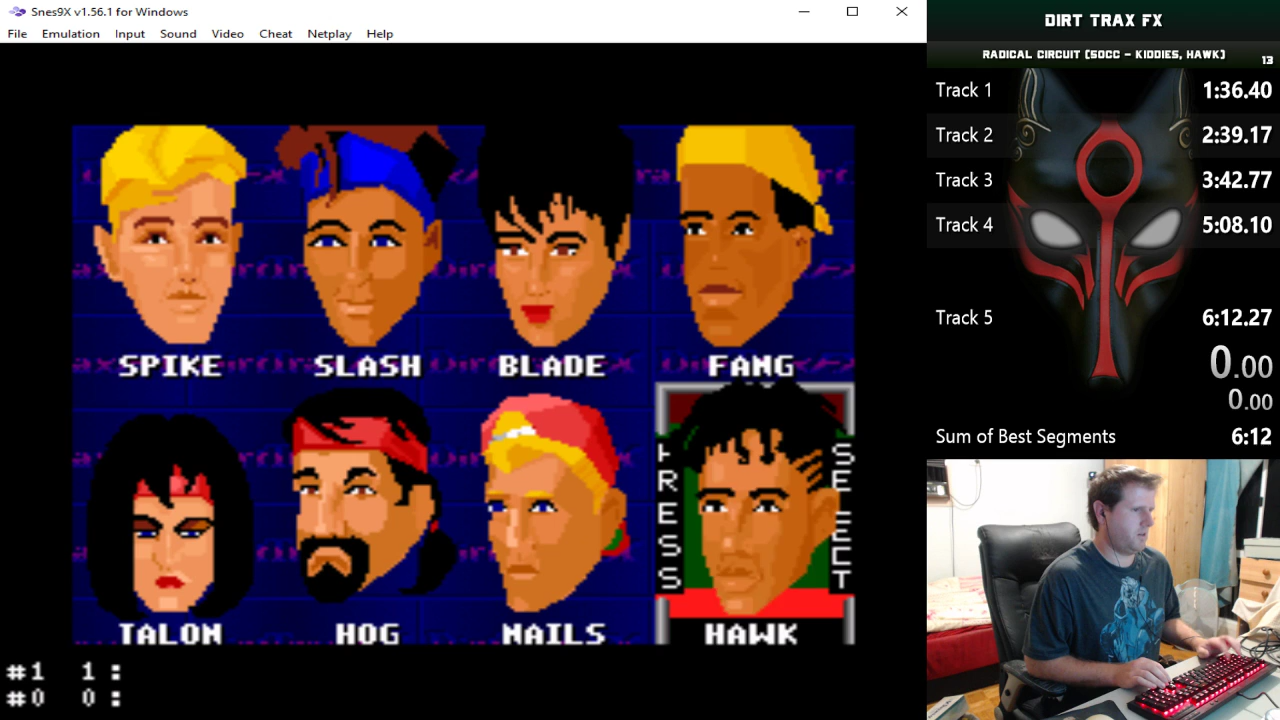 Snes9X v1.56.1 for Windows
File Emulation Input Sound Video Cheat Netplay Help
SPIKE SLASH BLADE FANG
PRESS SELECT
TALON HOG NAILS HAWK
#1 1 :
#0 0 :
DIRT TRAX FX
RADICAL CIRCUIT (50CC - KIDDIES, HAWK) 13
Track 1 1:36.40
Track 2 2:39.17
Track 3 3:42.77
Track 4 5:08.10
Track 5 6:12.27
0.00
0.00
Sum of Best Segments 6:12